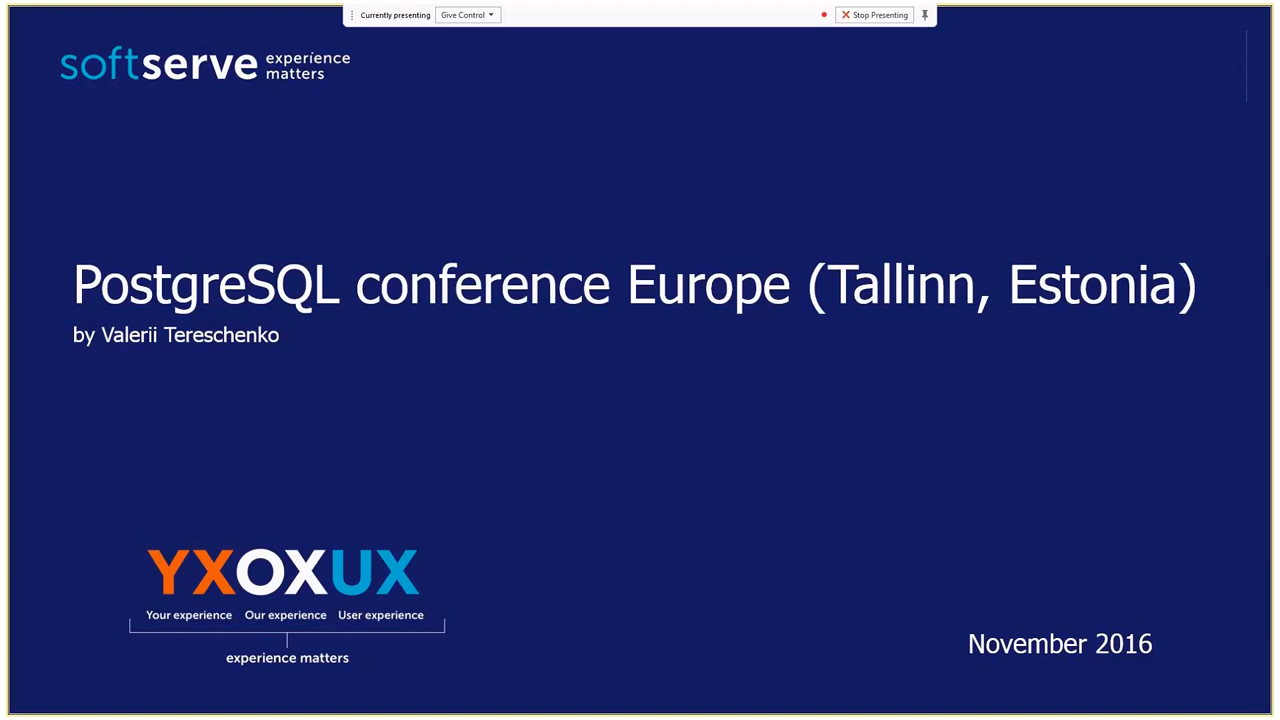 Currently presenting Give Control Stop Presenting
softserve experience
matters
PostgreSQL conference Europe (Tallinn, Estonia)
by Valerii Tereschenko
YXOXUX
Your experience Our experience User experience
experience matters
November 2016